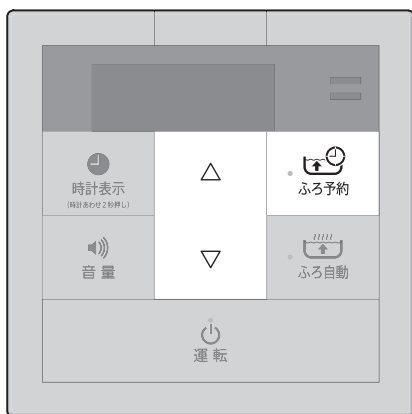 時計表示
(時計あわせ2秒押し)
ふろ予約
音量
ふろ自動
運転